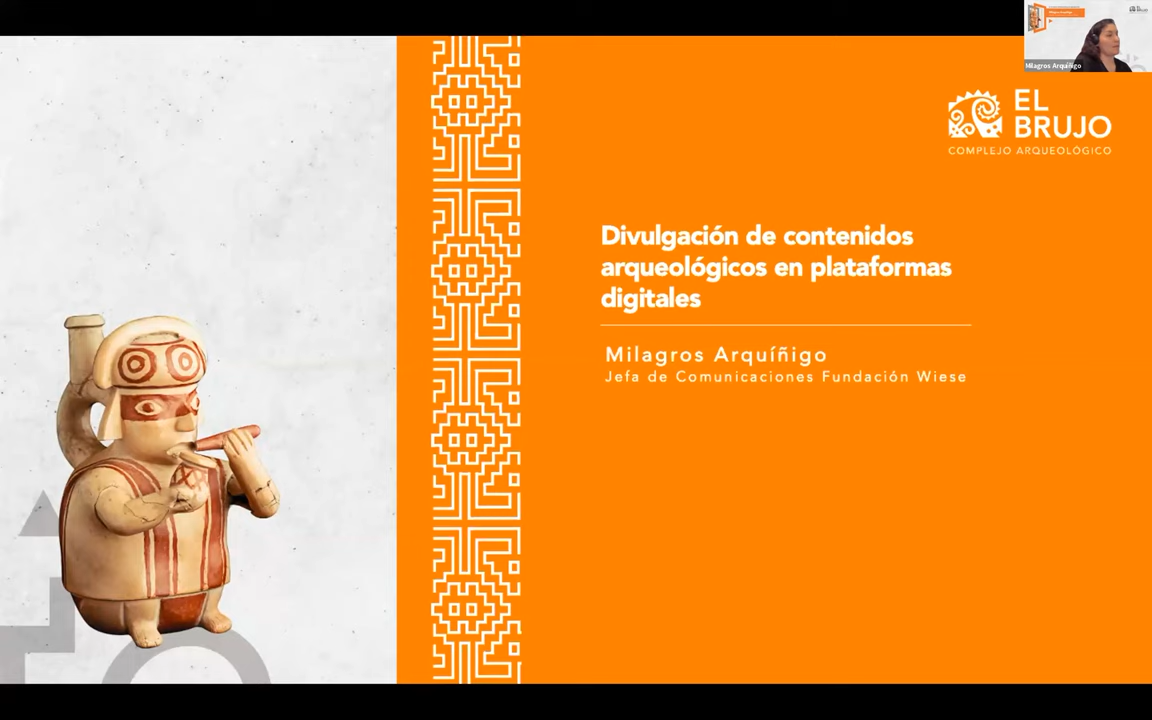 Milagros Arquíñigo
EL
BRUJO
COMPLEJO ARQUEOLÓGICO
Divulgación de contenidos
arqueológicos en plataformas
digitales
Milagros Arquíñigo
Jefa de Comunicaciones Fundación Wiese